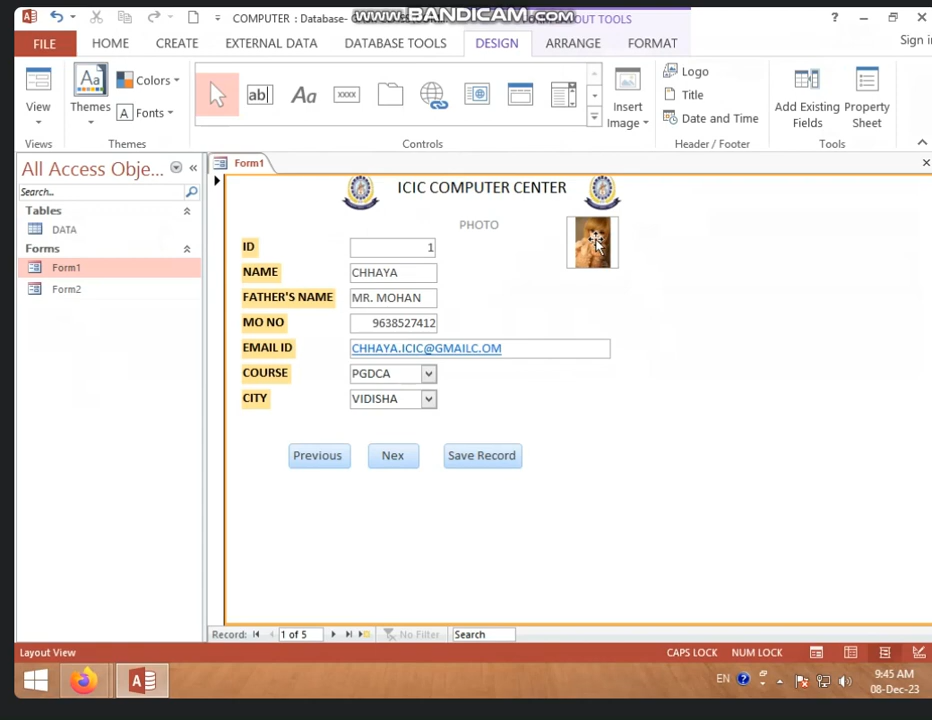 COMPUTER : Database-
www.BANDICAM.com
OUT TOOLS
?
FILE
HOME
CREATE
EXTERNAL DATA
DATABASE TOOLS
DESIGN
ARRANGE
FORMAT
Sign in
View
Aa
Themes
Colors
Fonts
ab|
Aa
xxxx
Insert
Image
Logo
Title
Date and Time
Add Existing
Fields
Property
Sheet
Views
Themes
Controls
Header / Footer
Tools
All Access Obje...
Search...
Tables
DATA
Forms
Form1
Form2
Form1
ICIC COMPUTER CENTER
PHOTO
ID 1
NAME CHHAYA
FATHER'S NAME MR. MOHAN
MO NO 9638527412
EMAIL ID CHHAYA.ICIC@GMAILC.OM
COURSE PGDCA
CITY VIDISHA
Previous
Nex
Save Record
Record: 1 of 5 No Filter Search
Layout View
CAPS LOCK NUM LOCK
EN
9:45 AM
08-Dec-23